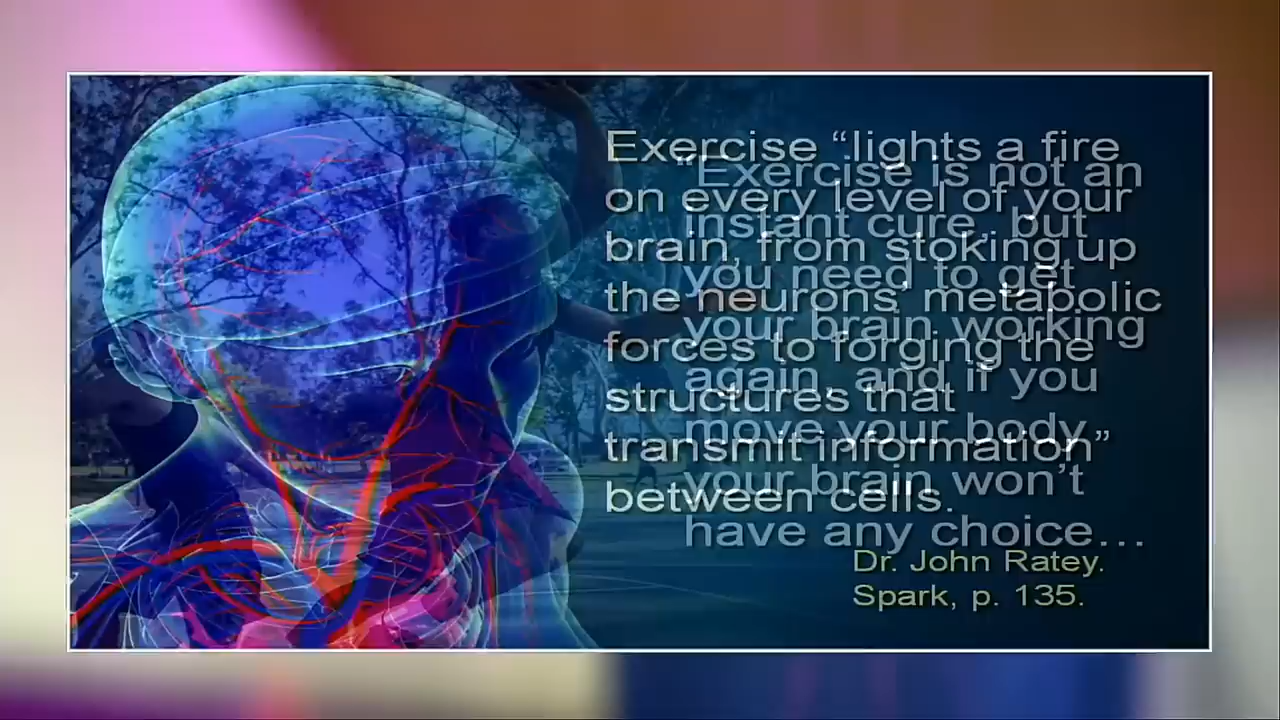 Exercise “lights a fire
on every level of your
brain, from stoking up
the neurons’ metabolic
forces to forging the
structures that
transmit information”
between cells.
“Exercise is not an
instant cure, but
you need to get
your brain working
again, and if you
move your body
your brain won’t
have any choice…
Dr. John Ratey.
Spark, p. 135.